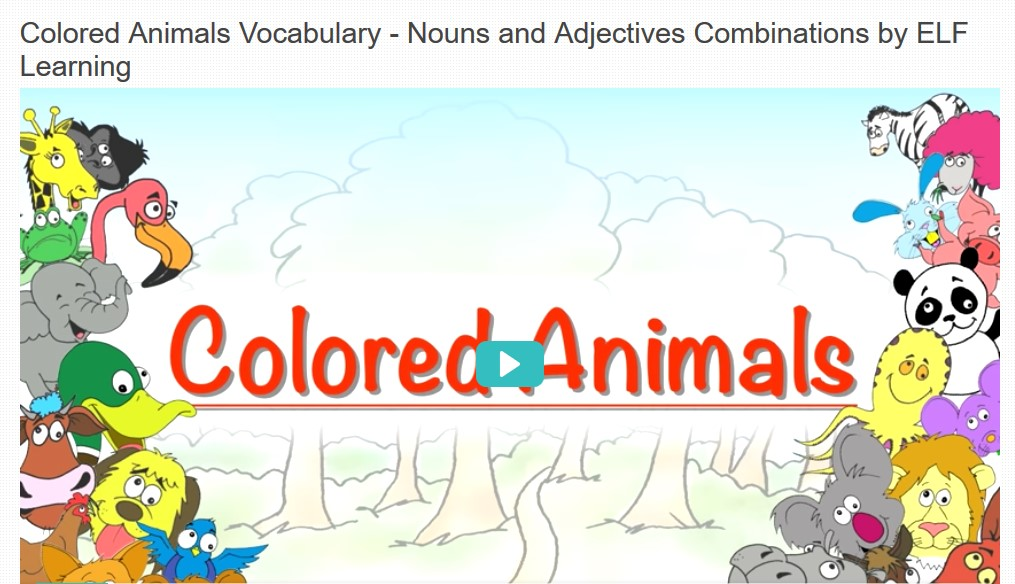 Colored Animals Vocabulary - Nouns and Adjectives Combinations by ELF
Learning
Colored Animals